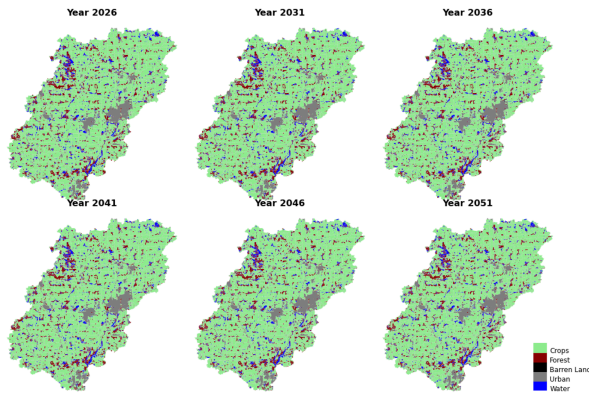 Year 2026
Year 2031
Year 2036
Year 2041
Year 2046
Year 2051
Crops
Forest
Barren Land
Urban
Water